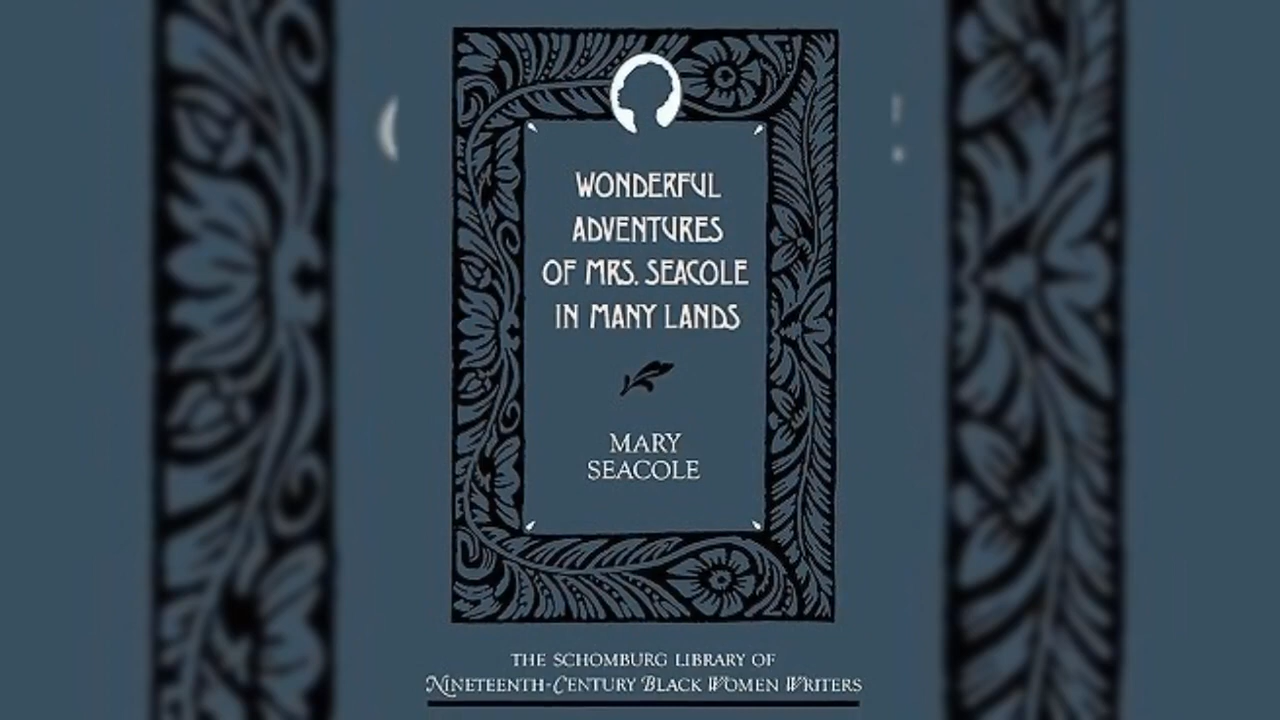 WONDERFUL
ADVENTURES
OF MRS. SEACOLE
IN MANY LANDS
MARY
SEACOLE
THE SCHOMBURG LIBRARY OF
NINETEENTH-CENTURY BLACK WOMEN WRITERS